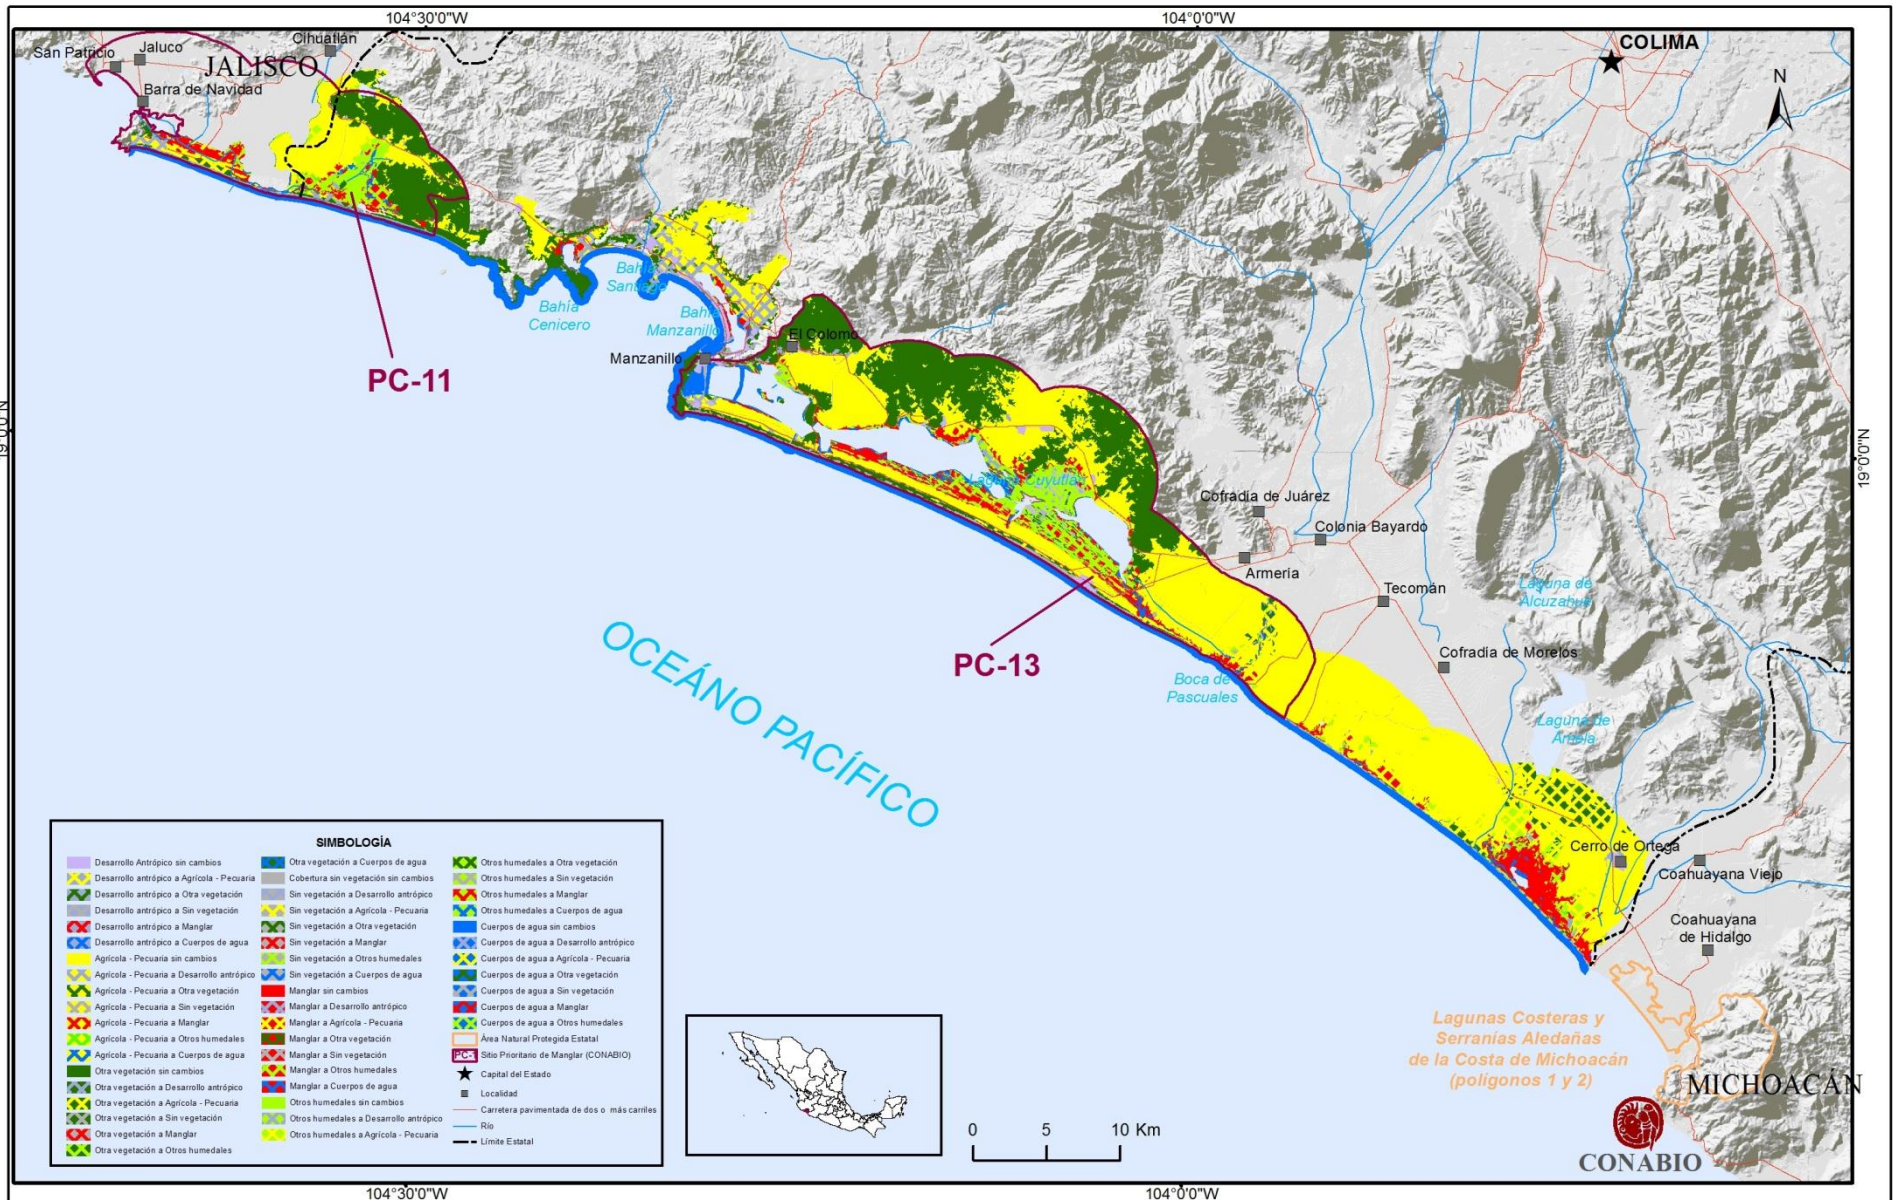 104°30'0"W
104°0'0"W
San Patricio
Jaluco
Cihuatlán
JALISCO
Barra de Navidad
COLIMA
N
Bahía
Santiago
Bahía
Cenicero
Bahía
Manzanillo
El Colomo
Manzanillo
PC-11
19°0'0"N
19°0'0"N
Laguna Cuyutlán
Cofradía de Juárez
Colonia Bayardo
Armería
Tecomán
Laguna de
Alcuzahue
PC-13
Cofradía de Morelos
Boca de
Pascuales
Laguna de
Amela
OCEÁNO PACÍFICO
Cerro de Ortega
Coahuayana Viejo
Coahuayana
de Hidalgo
Lagunas Costeras y
Serranías Aledañas
de la Costa de Michoacán
(polígonos 1 y 2)
MICHOACÁN
CONABIO
0 5 10 Km
SIMBOLOGÍA
Desarrollo Antrópico sin cambios
Desarrollo antrópico a Agrícola - Pecuaria
Desarrollo antrópico a Otra vegetación
Desarrollo antrópico a Sin vegetación
Desarrollo antrópico a Manglar
Desarrollo antrópico a Cuerpos de agua
Agrícola - Pecuaria sin cambios
Agrícola - Pecuaria a Desarrollo antrópico
Agrícola - Pecuaria a Otra vegetación
Agrícola - Pecuaria a Sin vegetación
Agrícola - Pecuaria a Manglar
Agrícola - Pecuaria a Otros humedales
Agrícola - Pecuaria a Cuerpos de agua
Otra vegetación sin cambios
Otra vegetación a Desarrollo antrópico
Otra vegetación a Agrícola - Pecuaria
Otra vegetación a Sin vegetación
Otra vegetación a Manglar
Otra vegetación a Otros humedales
Otra vegetación a Cuerpos de agua
Cobertura sin vegetación sin cambios
Sin vegetación a Desarrollo antrópico
Sin vegetación a Agrícola - Pecuaria
Sin vegetación a Otra vegetación
Sin vegetación a Manglar
Sin vegetación a Otros humedales
Sin vegetación a Cuerpos de agua
Manglar sin cambios
Manglar a Desarrollo antrópico
Manglar a Agrícola - Pecuaria
Manglar a Otra vegetación
Manglar a Sin vegetación
Manglar a Otros humedales
Manglar a Cuerpos de agua
Otros humedales sin cambios
Otros humedales a Desarrollo antrópico
Otros humedales a Agrícola - Pecuaria
Otros humedales a Otra vegetación
Otros humedales a Sin vegetación
Otros humedales a Manglar
Otros humedales a Cuerpos de agua
Cuerpos de agua sin cambios
Cuerpos de agua a Desarrollo antrópico
Cuerpos de agua a Agrícola - Pecuaria
Cuerpos de agua a Otra vegetación
Cuerpos de agua a Sin vegetación
Cuerpos de agua a Manglar
Cuerpos de agua a Otros humedales
Área Natural Protegida Estatal
PC-1 Sitio Prioritario de Manglar (CONABIO)
Capital del Estado
Localidad
Carretera pavimentada de dos o más carriles
Río
Límite Estatal
104°30'0"W
104°0'0"W